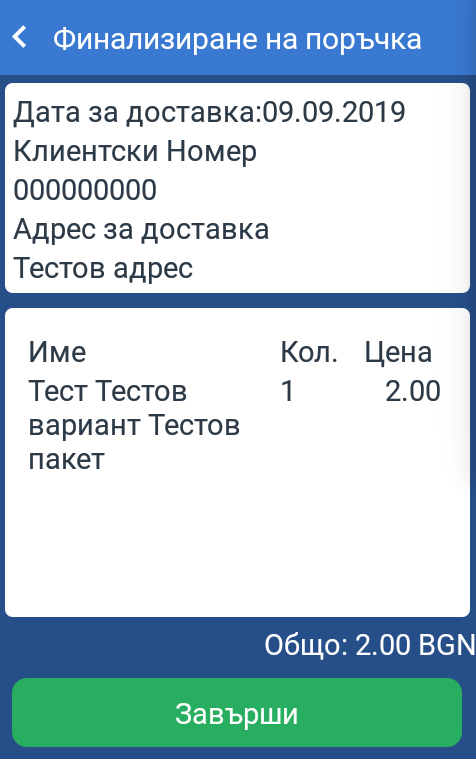 Финализиране на поръчка
Дата за доставка:09.09.2019
Клиентски Номер
000000000
Адрес за доставка
Тестов адрес
Име Кол. Цена
Тест Тестов 1 2.00
вариант Тестов
пакет
Общо: 2.00 BGN
Завърши